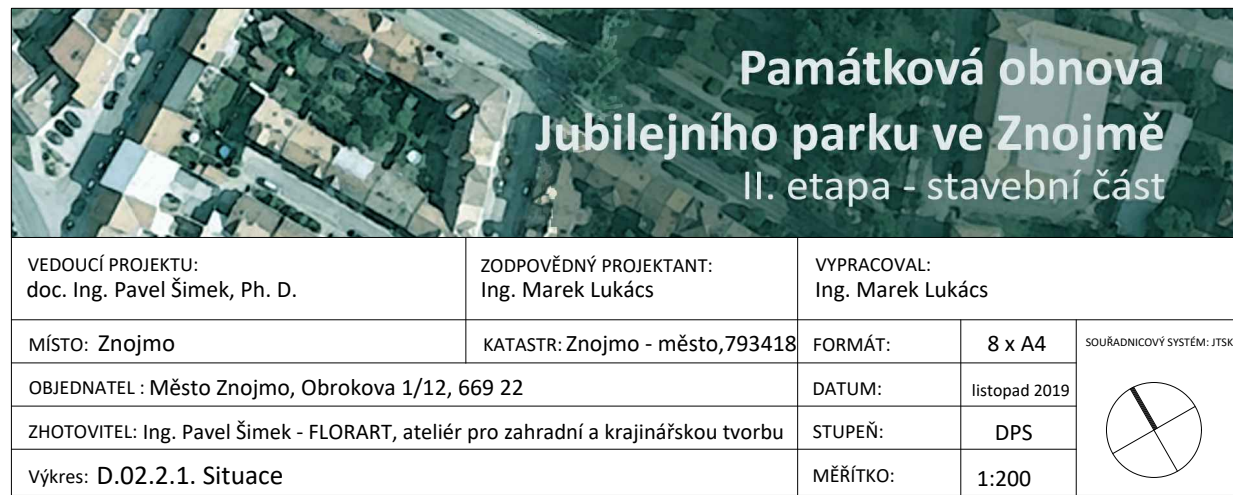 Památková obnova
Jubilejního parku ve Znojmě
II. etapa - stavební část
VEDOUCÍ PROJEKTU:
doc. Ing. Pavel Šimek, Ph. D.
ZODPOVĚDNÝ PROJEKTANT:
Ing. Marek Lukács
VYPRACOVAL:
Ing. Marek Lukács
MÍSTO: Znojmo
KATASTR: Znojmo - město,793418
FORMÁT: 8 x A4
SOUŘADNICOVÝ SYSTÉM: JTSK
OBJEDNATEL : Město Znojmo, Obrokova 1/12, 669 22
DATUM: listopad 2019
ZHOTOVITEL: Ing. Pavel Šimek - FLORART, ateliér pro zahradní a krajinářskou tvorbu
STUPEŇ: DPS
Výkres: D.02.2.1. Situace
MĚŘÍTKO: 1:200